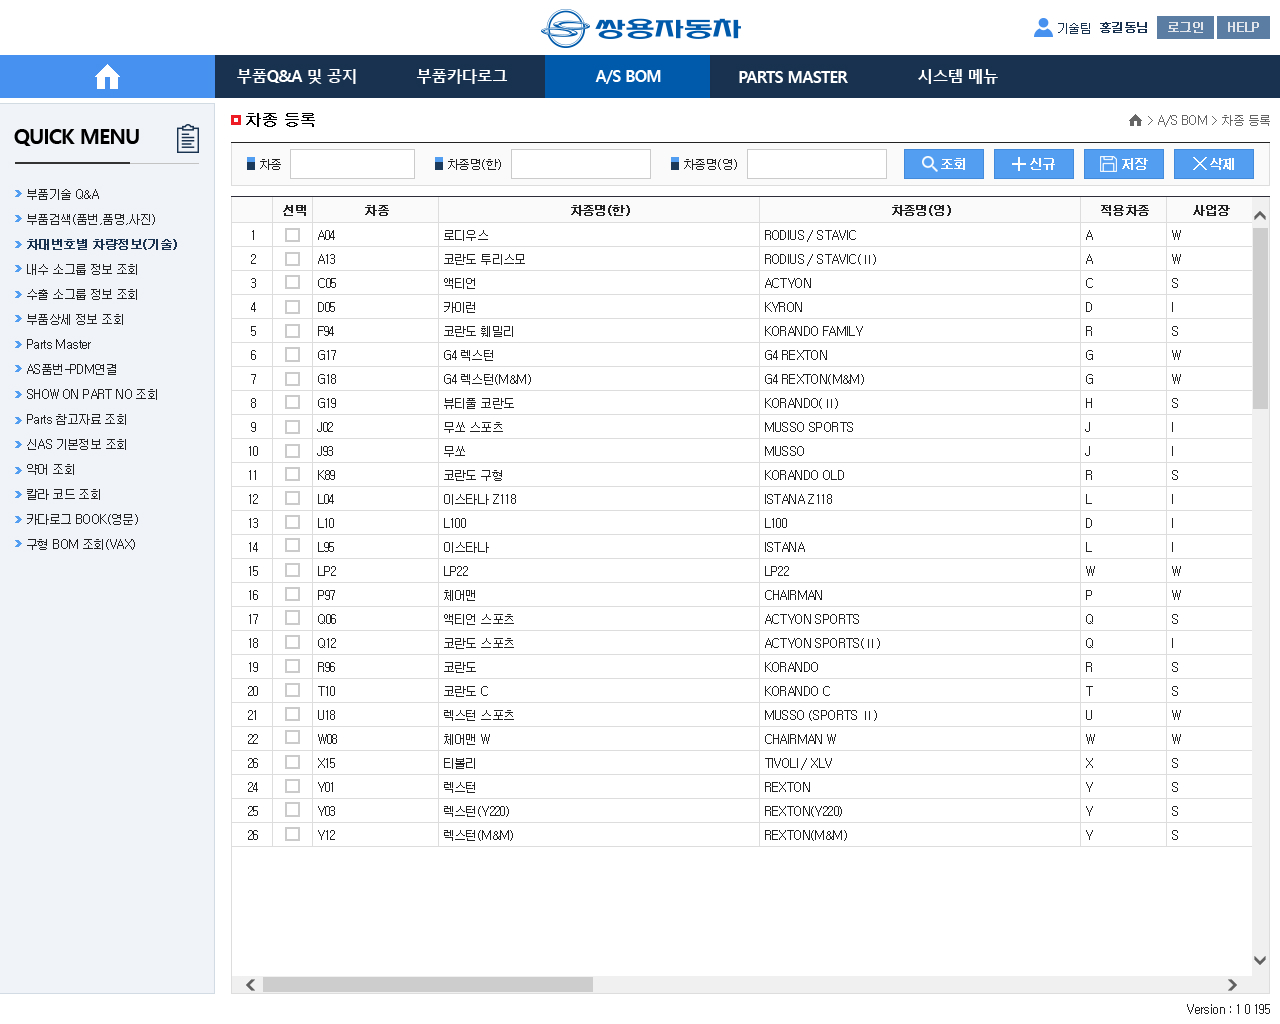 쌍용자동차
기술팀 홍길동님 로그인 HELP
부품Q&A 및 공지 부품카다로그 A/S BOM PARTS MASTER 시스템 메뉴
QUICK MENU
부품기술 Q&A
부품검색(품번,품명,사진)
차대번호별 차량정보(기술)
내수 소그룹 정보 조회
수출 소그룹 정보 조회
부품상세 정보 조회
Parts Master
AS품번-PDM연결
SHOW ON PART NO 조회
Parts 참고자료 조회
신AS 기본정보 조회
약어 조회
칼라 코드 조회
카다로그 BOOK(영문)
구형 BOM 조회(VAX)
차종 등록
> A/S BOM > 차종 등록
차종 차종명(한) 차종명(영) 조회 신규 저장 삭제
선택 차종 차종명(한) 차종명(영) 적용차종 사업장
1 A04 로디우스 RODIUS / STAVIC A W
2 A13 코란도 투리스모 RODIUS / STAVIC(Ⅱ) A W
3 C05 액티언 ACTYON C S
4 D05 카이런 KYRON D I
5 F94 코란도 훼밀리 KORANDO FAMILY R S
6 G17 G4 렉스턴 G4 REXTON G W
7 G18 G4 렉스턴(M&M) G4 REXTON(M&M) G W
8 G19 뷰티풀 코란도 KORANDO(Ⅱ) H S
9 J02 무쏘 스포츠 MUSSO SPORTS J I
10 J93 무쏘 MUSSO J I
11 K89 코란도 구형 KORANDO OLD R S
12 L04 이스타나 Z118 ISTANA Z118 L I
13 L10 L100 L100 D I
14 L95 이스타나 ISTANA L I
15 LP2 LP22 LP22 W W
16 P97 체어맨 CHAIRMAN P W
17 Q06 액티언 스포츠 ACTYON SPORTS Q S
18 Q12 코란도 스포츠 ACTYON SPORTS(Ⅱ) Q I
19 R96 코란도 KORANDO R S
20 T10 코란도 C KORANDO C T S
21 U18 렉스턴 스포츠 MUSSO (SPORTS Ⅱ) U W
22 W08 체어맨 W CHAIRMAN W W W
26 X15 티볼리 TIVOLI / XLV X S
24 Y01 렉스턴 REXTON Y S
25 Y03 렉스턴(Y220) REXTON(Y220) Y S
26 Y12 렉스턴(M&M) REXTON(M&M) Y S
Version : 1 0 195